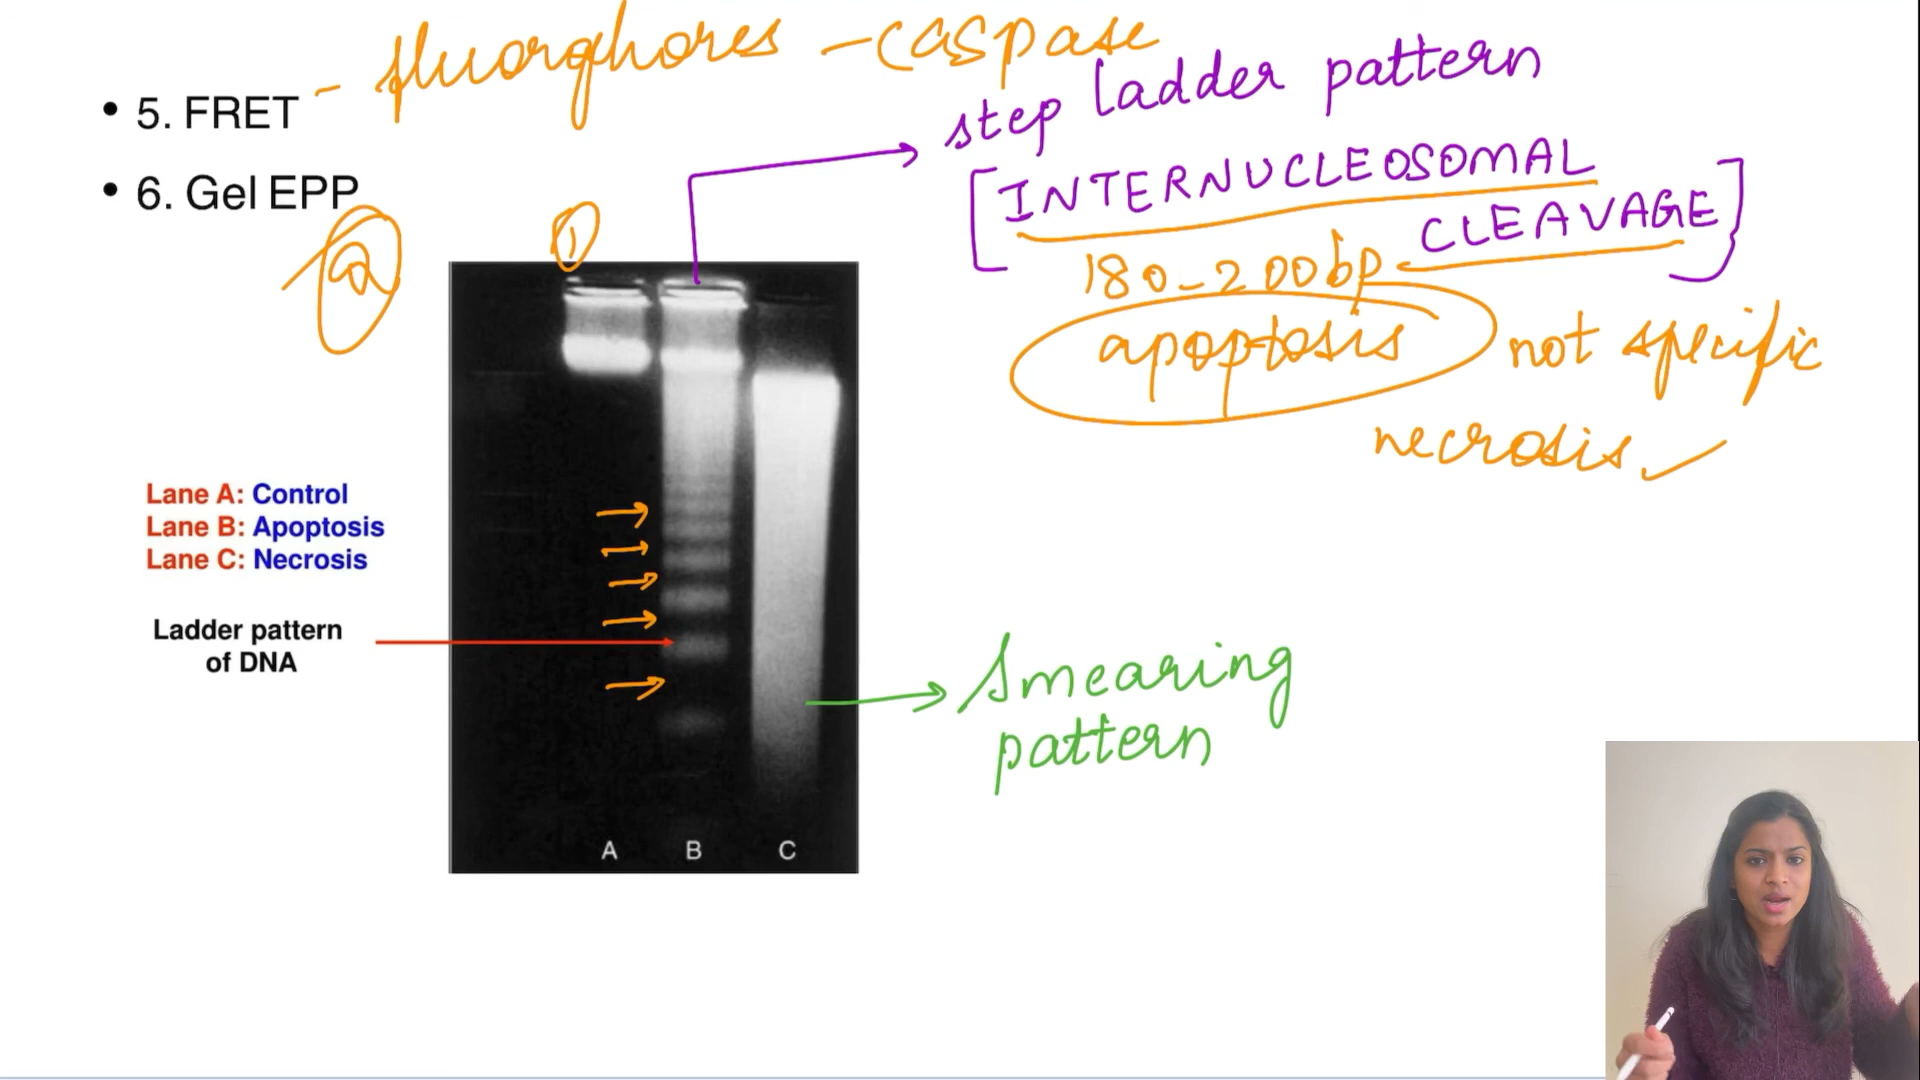 - fluorophores - caspase
• 5. FRET
step ladder pattern
• 6. Gel EPP
[INTERNUCLEOSOMAL
CLEAVAGE]
180-200bp
①
apoptosis
not specific
necrosis ✓
Lane A: Control
Lane B: Apoptosis
Lane C: Necrosis
Ladder pattern
of DNA
Smearing
pattern
A B C